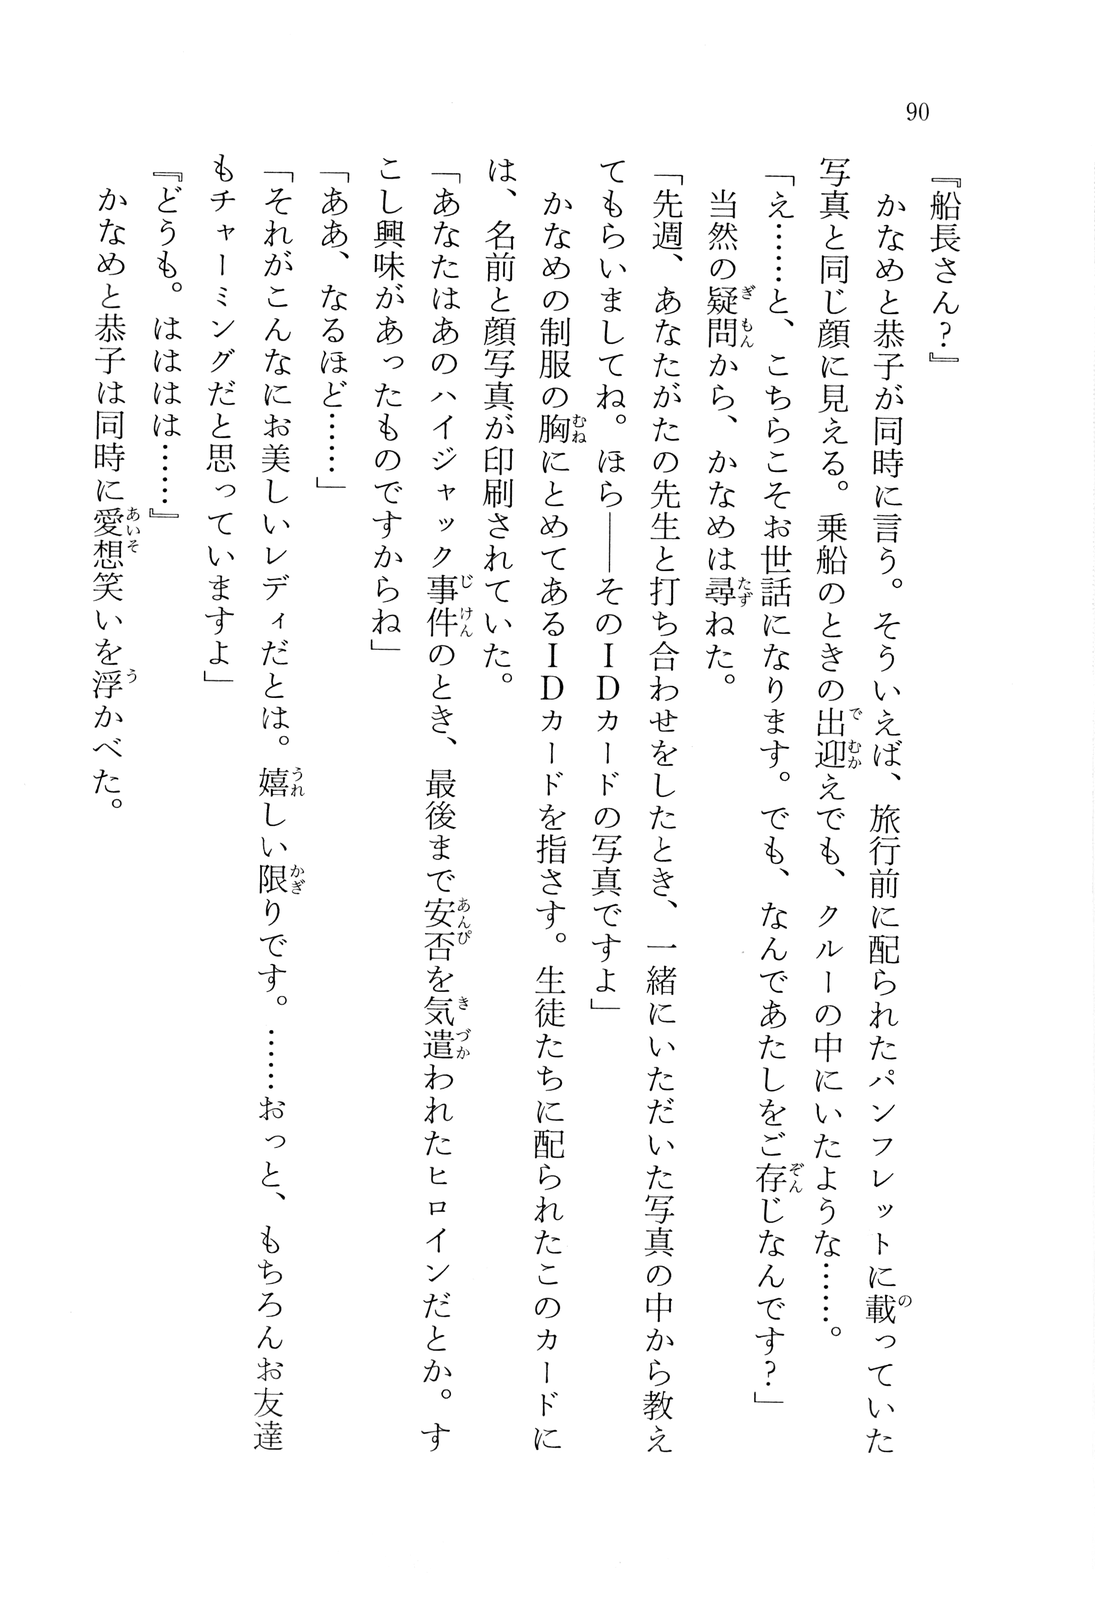 90
『船長さん？』
　かなめと恭子が同時に言う。そういえば、旅行前に配られたパンフレットに載っていた
写真と同じ顔に見える。乗船のときの出迎えでも、クルーの中にいたような……。
「え……と、こちらこそお世話になります。でも、なんであたしをご存じなんです？」
　当然の疑問から、かなめは尋ねた。
「先週、あなたがたの先生と打ち合わせをしたとき、一緒にいただいた写真の中から教え
てもらいましてね。ほら――そのＩＤカードの写真ですよ」
　かなめの制服の胸にとめてあるＩＤカードを指さす。生徒たちに配られたこのカードに
は、名前と顔写真が印刷されていた。
「あなたはあのハイジャック事件のとき、最後まで安否を気遣われたヒロインだとか。す
こし興味があったものですからね」
「ああ、なるほど……」
「それがこんなにお美しいレディだとは。嬉しい限りです。……おっと、もちろんお友達
もチャーミングだと思っていますよ」
『どうも。はははは……』
　かなめと恭子は同時に愛想笑いを浮かべた。